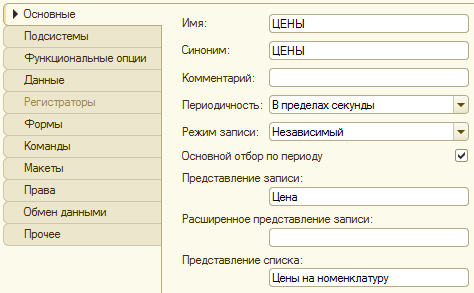 Основные
Подсистемы
Функциональные опции
Данные
Регистраторы
Формы
Команды
Макеты
Права
Обмен данными
Прочее
Имя: ЦЕНЫ
Синоним: ЦЕНЫ
Комментарий:
Периодичность: В пределах секунды
Режим записи: Независимый
Основной отбор по периоду
Представление записи:
Цена
Расширенное представление записи:
Представление списка:
Цены на номенклатуру